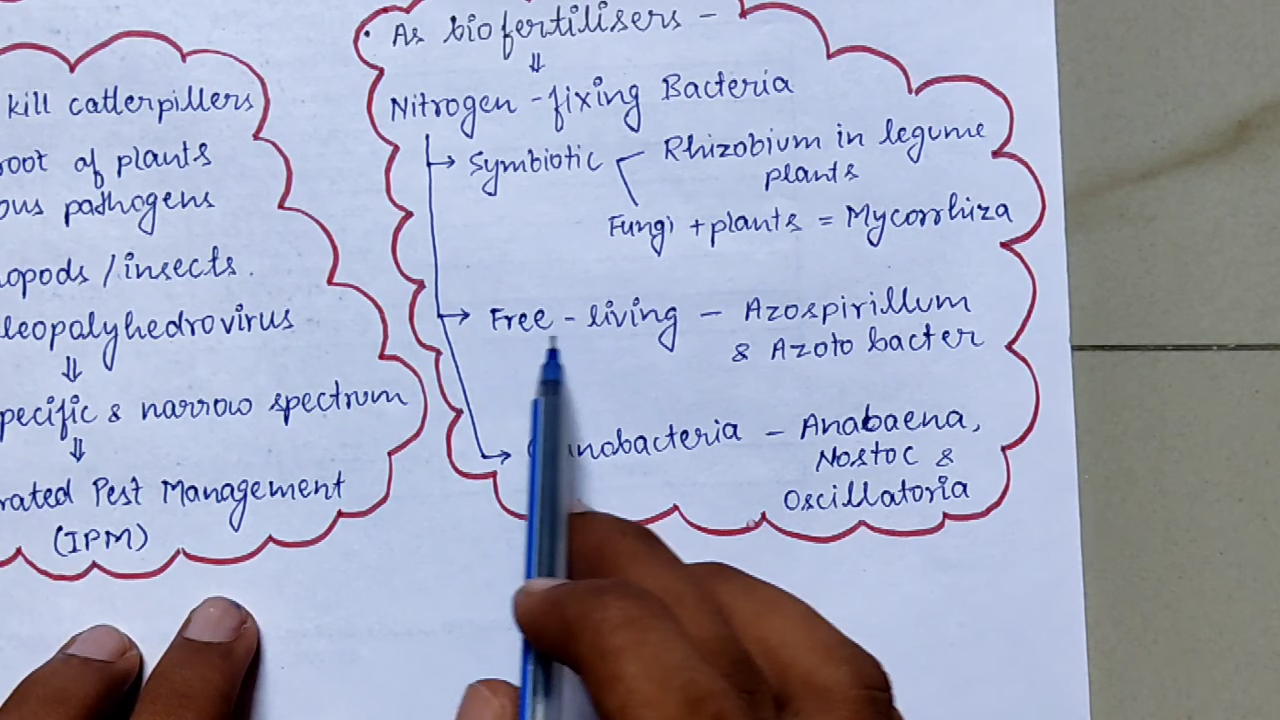 kill catterpillers
root of plants
ous pathogens
opods / insects.
leopolyhedrovirus
⇓
pecific & narrow spectrum
⇓
rated Pest Management
(IPM)
• As biofertilisers -
⇓
Nitrogen - fixing Bacteria
→ Symbiotic
Rhizobium in legume
plants
Fungi + plants = Mycorrhiza
→ Free - living - Azospirillum
& Azoto bacter
→ nobacteria - Anabaena,
Nostoc &
Oscillatoria